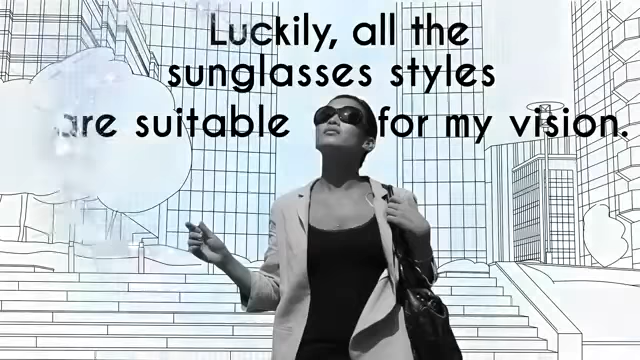 Luckily, all the
sunglasses styles
are suitable for my vision.